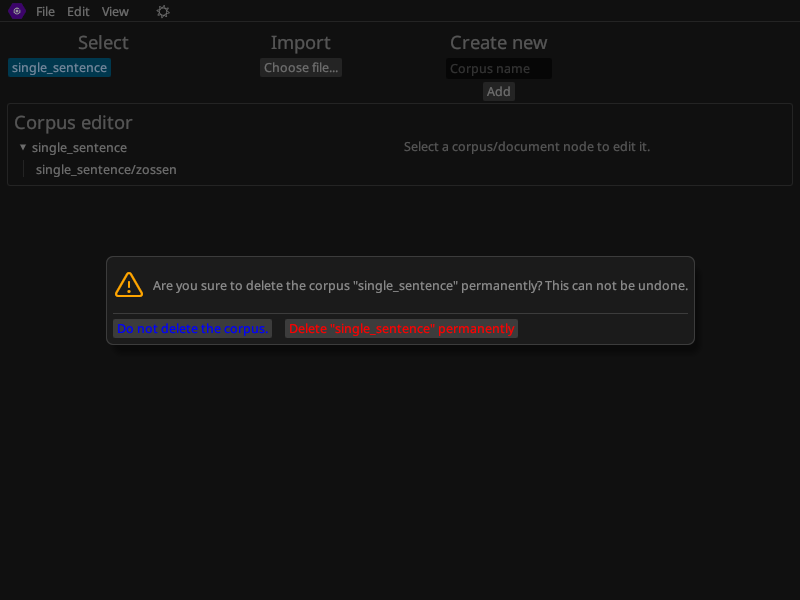 File Edit View
Select Import Create new
single_sentence Choose file... Corpus name
Add
Corpus editor
single_sentence Select a corpus/document node to edit it.
single_sentence/zossen
Are you sure to delete the corpus "single_sentence" permanently? This can not be undone.
Do not delete the corpus. Delete "single_sentence" permanently